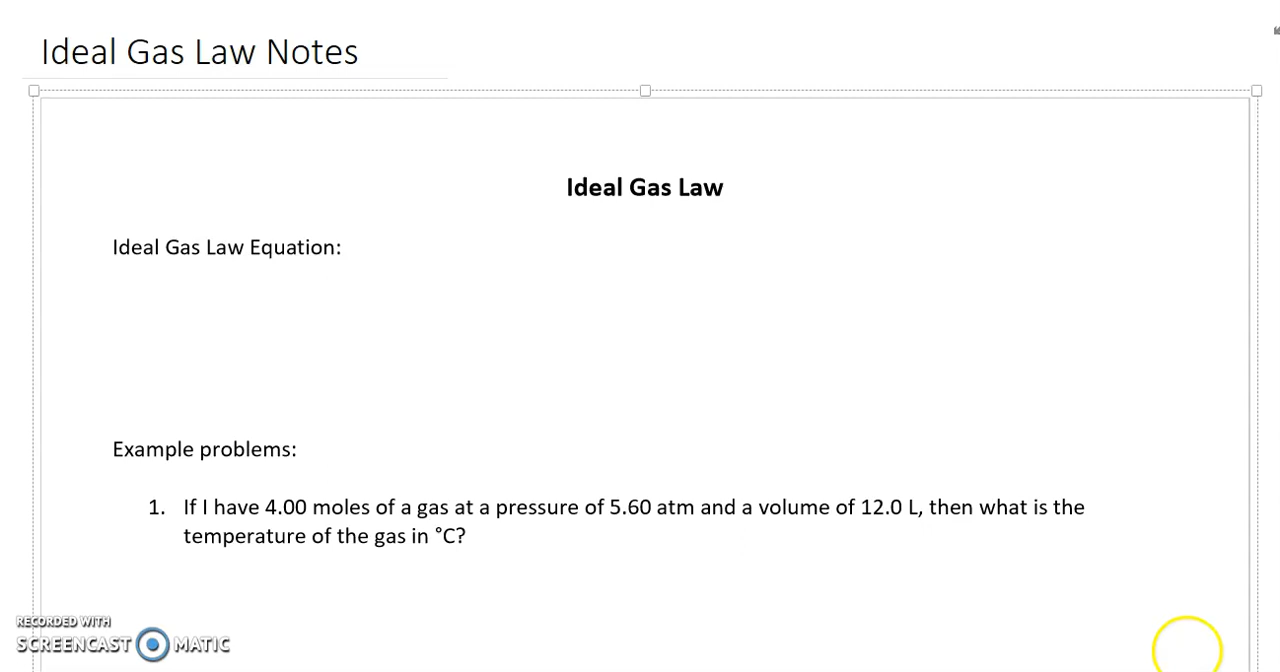 Ideal Gas Law Notes
Ideal Gas Law
Ideal Gas Law Equation:
Example problems:
1. If I have 4.00 moles of a gas at a pressure of 5.60 atm and a volume of 12.0 L, then what is the
temperature of the gas in °C?
RECORDED WITH
SCREENCAST MATIC